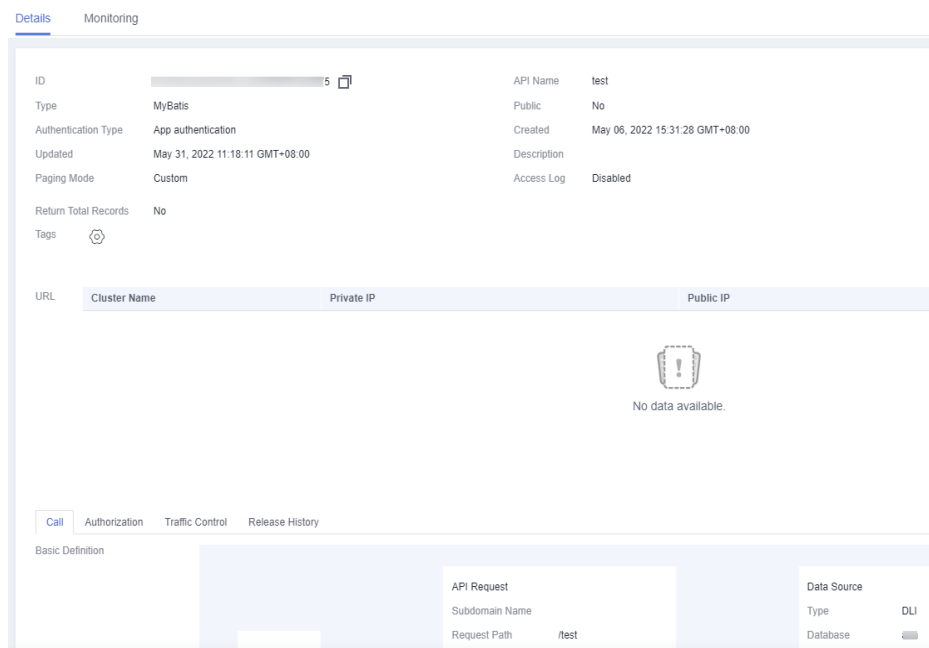 Details Monitoring
ID 5 API Name test
Type MyBatis Public No
Authentication Type App authentication Created May 06, 2022 15:31:28 GMT+08:00
Updated May 31, 2022 11:18:11 GMT+08:00 Description
Paging Mode Custom Access Log Disabled
Return Total Records No
Tags
URL Cluster Name Private IP Public IP
No data available.
Call Authorization Traffic Control Release History
Basic Definition
API Request Data Source
Subdomain Name Type DLI
Request Path /test Database